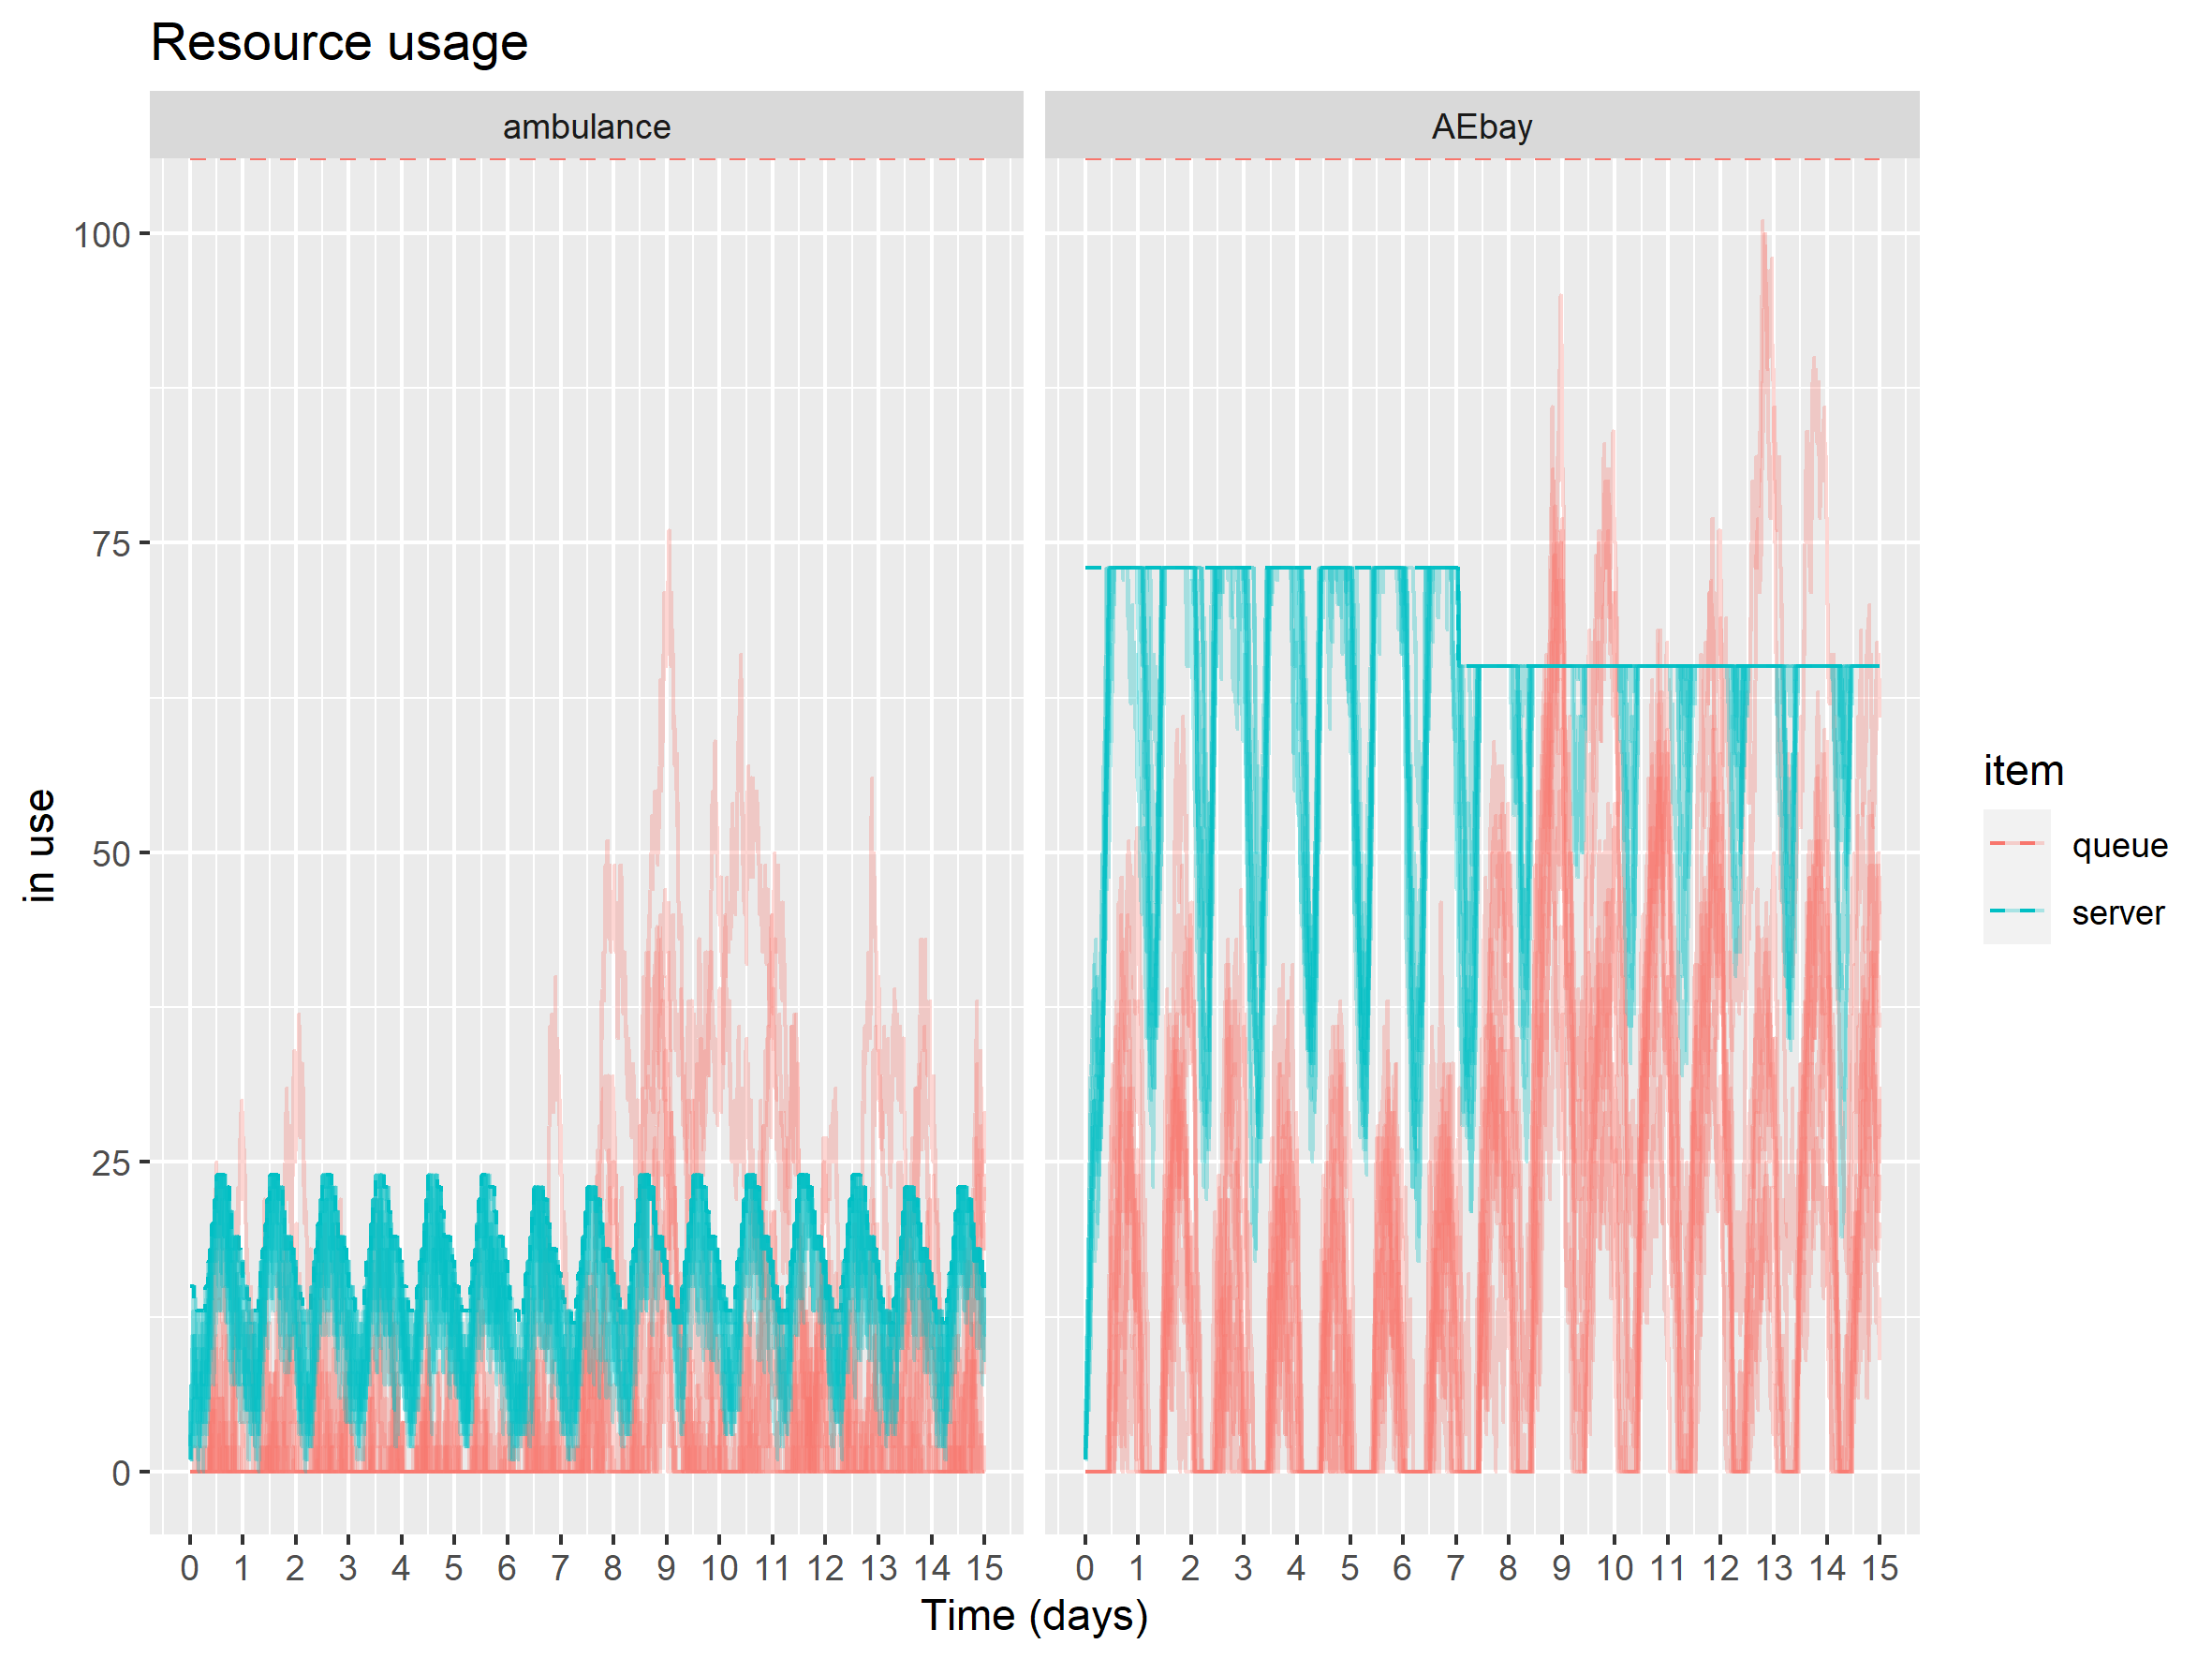 Resource usage
ambulance
AEbay
100
75
50
25
0
in use
0 1 2 3 4 5 6 7 8 9 10 11 12 13 14 15
0 1 2 3 4 5 6 7 8 9 10 11 12 13 14 15
Time (days)
item
queue
server